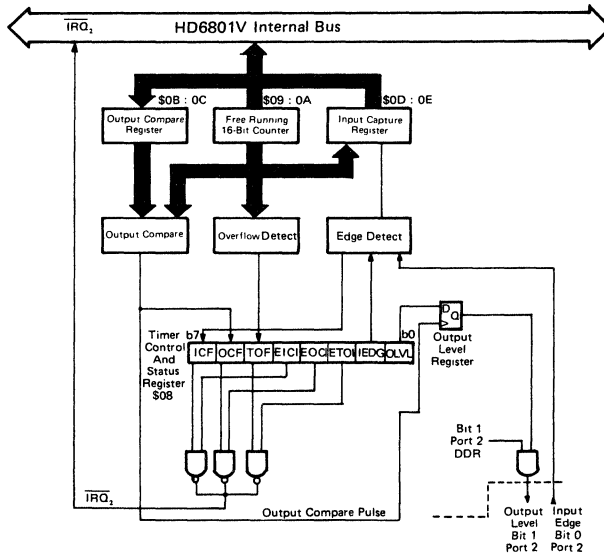 IRQ2 HD6801V Internal Bus
$0B : 0C $09 : 0A $0D : 0E
Output Compare
Register
Free Running
16-Bit Counter
Input Capture
Register
Output Compare
Overflow Detect
Edge Detect
Timer
Control
And
Status
Register
$08
b7 b0
ICF OCF TOF EICI EOCI ETOI IEDG OLVL
D Q
Output
Level
Register
Bit 1
Port 2
DDR
IRQ2
Output Compare Pulse
Output
Level
Bit 1
Port 2
Input
Edge
Bit 0
Port 2